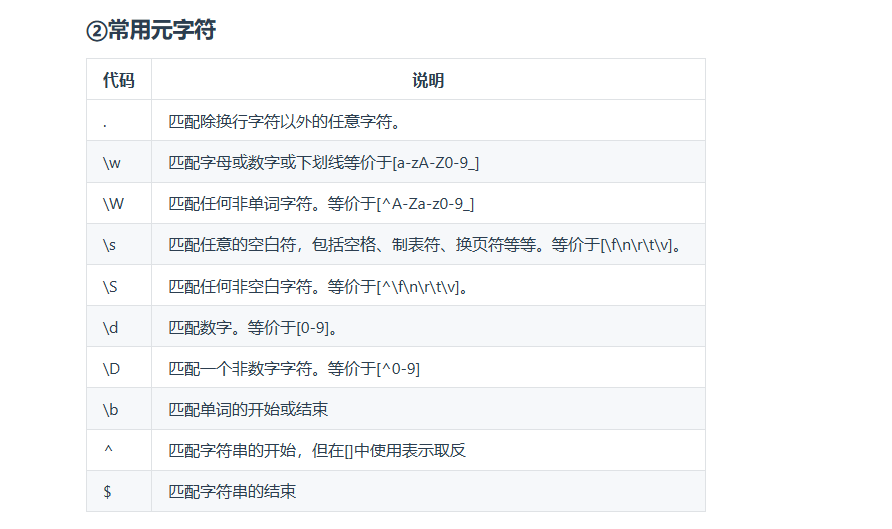 ②常用元字符
代码 说明
. 匹配除换行字符以外的任意字符。
\w 匹配字母或数字或下划线等价于[a-zA-Z0-9_]
\W 匹配任何非单词字符。等价于[^A-Za-z0-9_]
\s 匹配任意的空白符，包括空格、制表符、换页符等等。等价于[\f\n\r\t\v]。
\S 匹配任何非空白字符。等价于[^\f\n\r\t\v]。
\d 匹配数字。等价于[0-9]。
\D 匹配一个非数字字符。等价于[^0-9]
\b 匹配单词的开始或结束
^ 匹配字符串的开始，但在[]中使用表示取反
$ 匹配字符串的结束